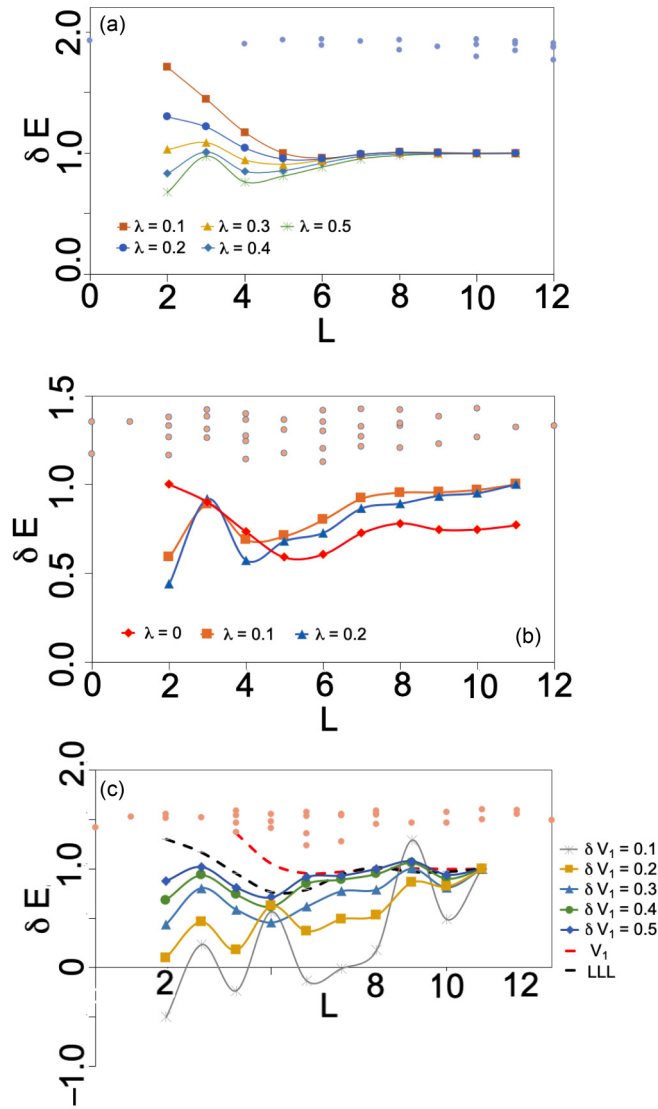 (a)
2.0
1.0
0.0
δ E
λ = 0.1 λ = 0.3 λ = 0.5
λ = 0.2 λ = 0.4
0 2 4 6 8 10 12
L
1.5
1.0
0.5
0.0
δ E
λ = 0 λ = 0.1 λ = 0.2
(b)
0 2 4 6 8 10 12
L
(c)
2.0
1.0
0
−1.0
δ E
2 8 10 12
L
δ V₁ = 0.1
δ V₁ = 0.2
δ V₁ = 0.3
δ V₁ = 0.4
δ V₁ = 0.5
V₁
LLL